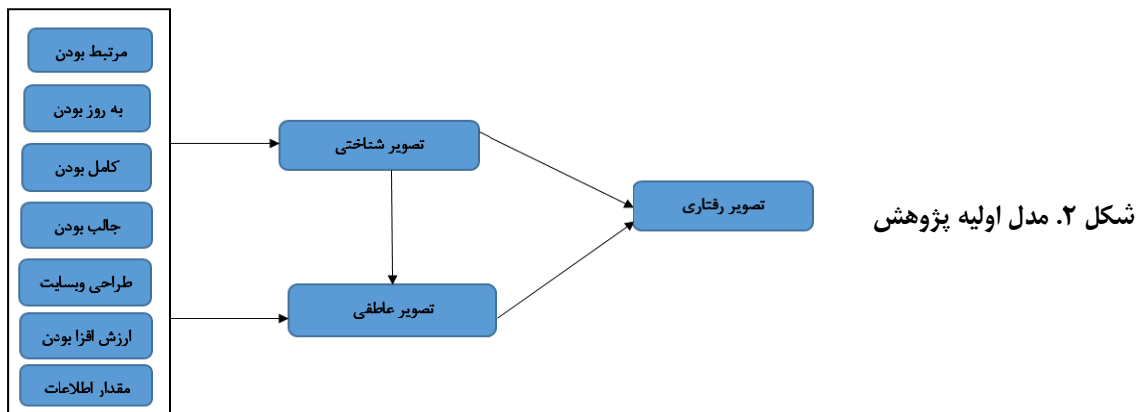 مرتبط بودن
به روز بودن
کامل بودن
جالب بودن
طراحی وبسایت
ارزش افزا بودن
مقدار اطلاعات
تصویر شناختی
تصویر عاطفی
تصویر رفتاری
شکل ۲. مدل اولیه پژوهش